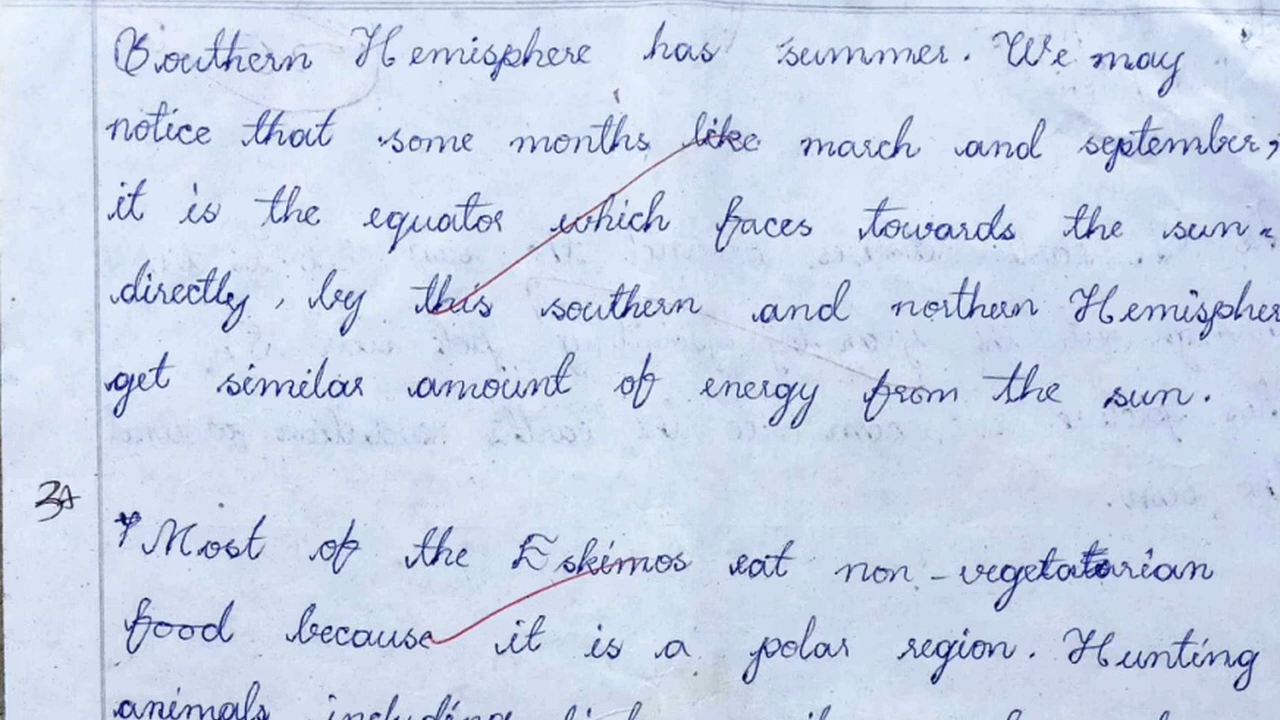 Southern Hemisphere has summer. We may
notice that some months like march and september,
it is the equator which faces towards the sun
directly, by this southern and northern Hemispher
get similar amount of energy from the sun.
3A
Most of the Eskimos eat non-vegetatarian
food because it is a polar region. Hunting
animals including